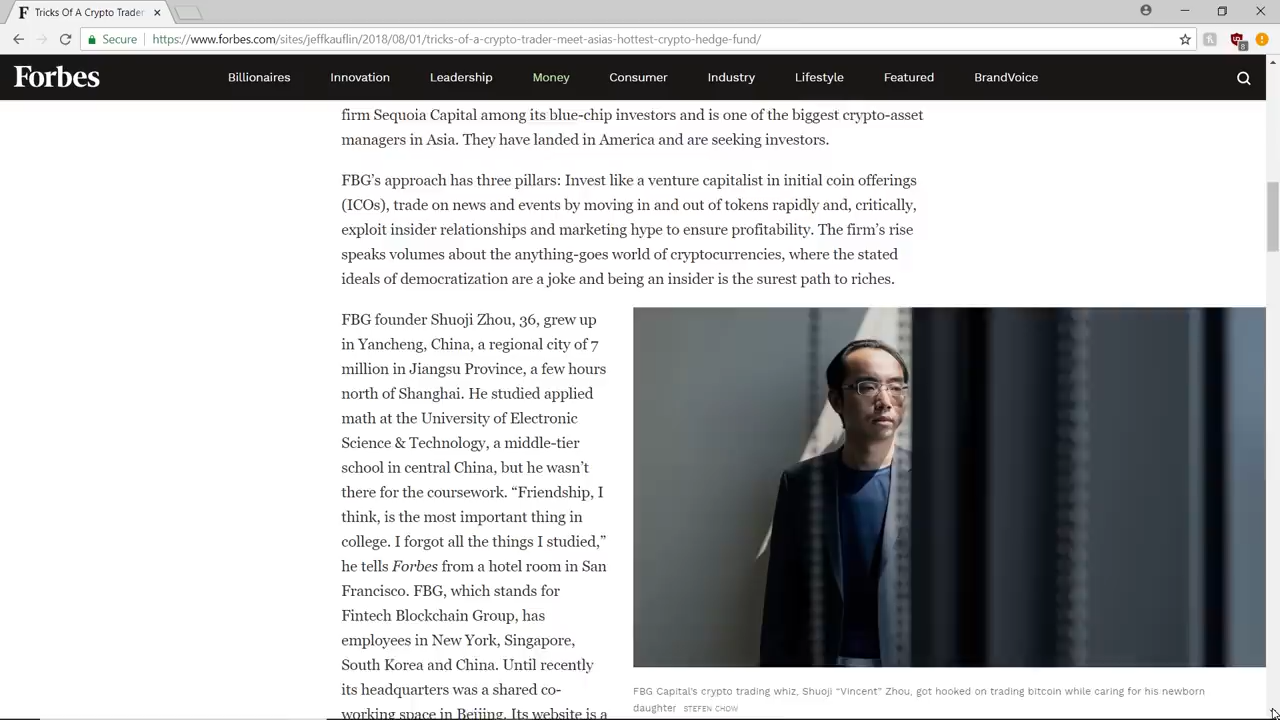 Tricks Of A Crypto Trader
Secure https://www.forbes.com/sites/jeffkauflin/2018/08/01/tricks-of-a-crypto-trader-meet-asias-hottest-crypto-hedge-fund/
8
Forbes Billionaires Innovation Leadership Money Consumer Industry Lifestyle Featured BrandVoice
firm Sequoia Capital among its blue-chip investors and is one of the biggest crypto-asset
managers in Asia. They have landed in America and are seeking investors.
FBG’s approach has three pillars: Invest like a venture capitalist in initial coin offerings
(ICOs), trade on news and events by moving in and out of tokens rapidly and, critically,
exploit insider relationships and marketing hype to ensure profitability. The firm’s rise
speaks volumes about the anything-goes world of cryptocurrencies, where the stated
ideals of democratization are a joke and being an insider is the surest path to riches.
FBG founder Shuoji Zhou, 36, grew up
in Yancheng, China, a regional city of 7
million in Jiangsu Province, a few hours
north of Shanghai. He studied applied
math at the University of Electronic
Science & Technology, a middle-tier
school in central China, but he wasn’t
there for the coursework. “Friendship, I
think, is the most important thing in
college. I forgot all the things I studied,”
he tells Forbes from a hotel room in San
Francisco. FBG, which stands for
Fintech Blockchain Group, has
employees in New York, Singapore,
South Korea and China. Until recently
its headquarters was a shared co-
working space in Beijing. Its website is a
FBG Capital's crypto trading whiz, Shuoji “Vincent” Zhou, got hooked on trading bitcoin while caring for his newborn
daughter STEFEN CHOW